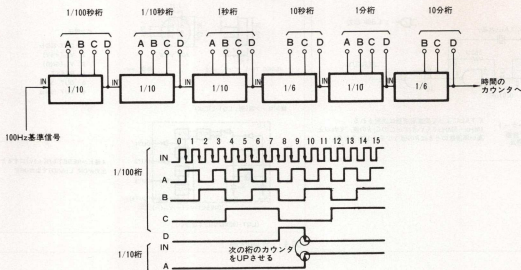 1/100秒桁 1/10秒桁 1秒桁 10秒桁 1分桁 10分桁
A B C D A B C D A B C D B C D A B C D B C D
IN 1/10 IN 1/10 IN 1/10 IN 1/6 IN 1/10 IN 1/6
時間の
カウンタへ
100Hz基準信号
0 1 2 3 4 5 6 7 8 9 10 11 12 13 14 15
IN
A
1/100桁
B
C
D
次の桁のカウンタ
をUPさせる
IN
1/10桁
A